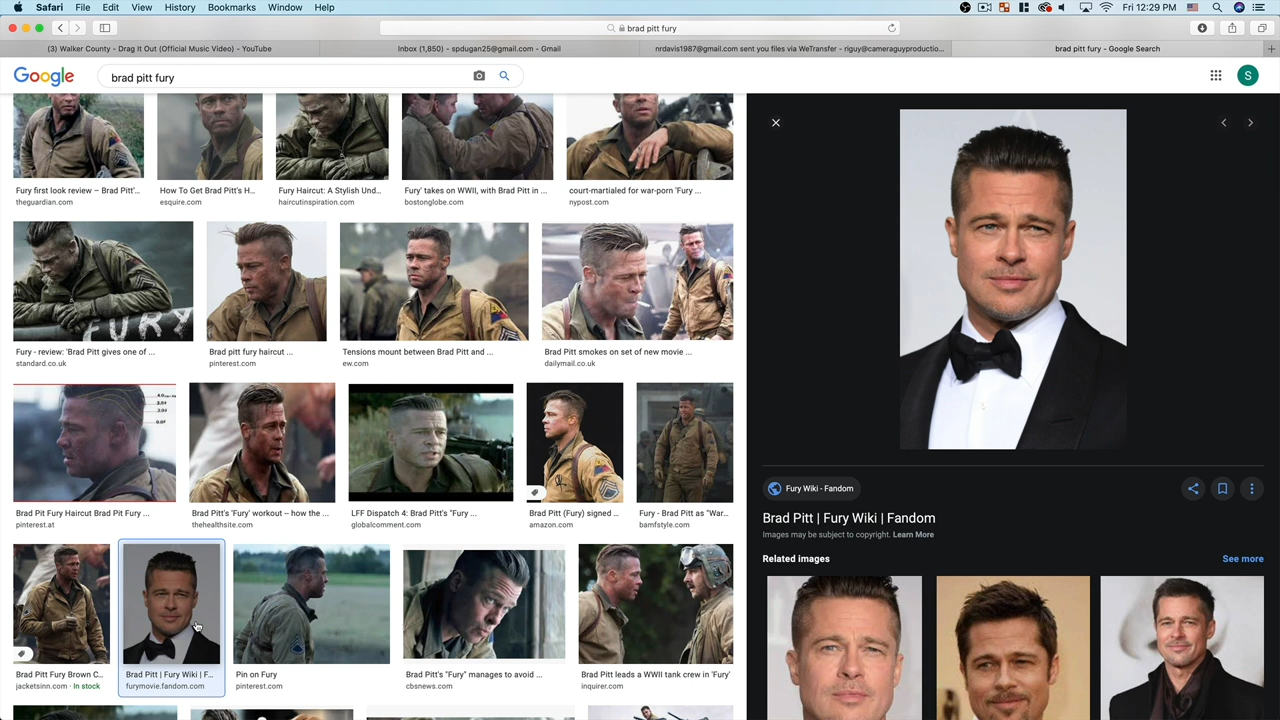 Safari File Edit View History Bookmarks Window Help
Fri 12:29 PM
brad pitt fury
(3) Walker County - Drag It Out (Official Music Video) - YouTube
Inbox (1,850) - spdugan25@gmail.com - Gmail
nrdavis1987@gmail.com sent you files via WeTransfer - riguy@cameraguyproductio...
brad pitt fury - Google Search
Google
brad pitt fury
S
Fury first look review – Brad Pitt'...
theguardian.com
How To Get Brad Pitt's H...
esquire.com
Fury Haircut: A Stylish Und...
haircutinspiration.com
Fury' takes on WWII, with Brad Pitt in ...
bostonglobe.com
court-martialed for war-porn 'Fury ...
nypost.com
FURY
Fury - review: 'Brad Pitt gives one of ...
standard.co.uk
Brad pitt fury haircut ...
pinterest.com
Tensions mount between Brad Pitt and ...
ew.com
Brad Pitt smokes on set of new movie ...
dailymail.co.uk
Brad Pit Fury Haircut Brad Pit Fury ...
pinterest.at
Brad Pitt's 'Fury' workout -- how the ...
thehealthsite.com
LFF Dispatch 4: Brad Pitt's "Fury ...
globalcomment.com
Brad Pitt (Fury) signed ...
amazon.com
Fury - Brad Pitt as "War...
bamfstyle.com
Brad Pitt Fury Brown C...
jacketsinn.com · In stock
Brad Pitt | Fury Wiki | F...
furymovie.fandom.com
Pin on Fury
pinterest.com
Brad Pitt's "Fury" manages to avoid ...
cbsnews.com
Brad Pitt leads a WWII tank crew in 'Fury'
inquirer.com
Fury Wiki - Fandom
Brad Pitt | Fury Wiki | Fandom
Images may be subject to copyright. Learn More
Related images
See more